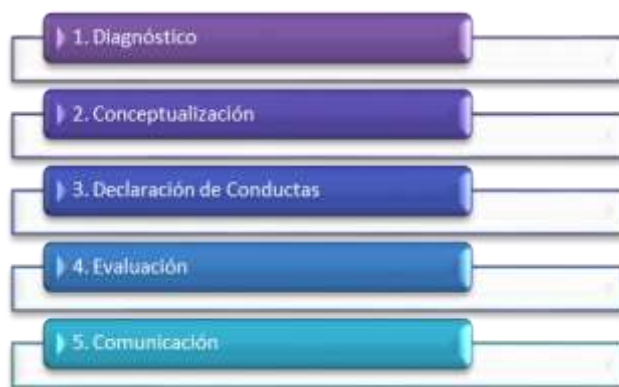 1. Diagnóstico
2. Conceptualización
3. Declaración de Conductas
4. Evaluación
5. Comunicación